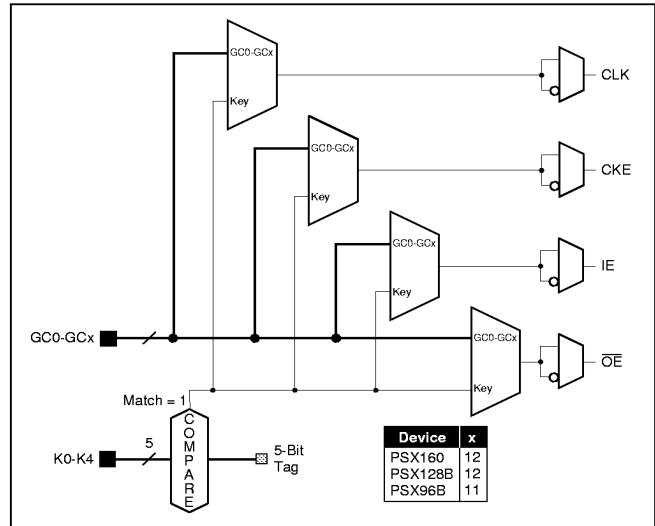 GC0-GCx
Key
CLK
GC0-GCx
Key
CKE
GC0-GCx
Key
IE
GC0-GCx
GC0-GCx
Key
OE
Match = 1
K0-K4
5
COMPARE
5-Bit
Tag
Device x
PSX160 12
PSX128B 12
PSX96B 11